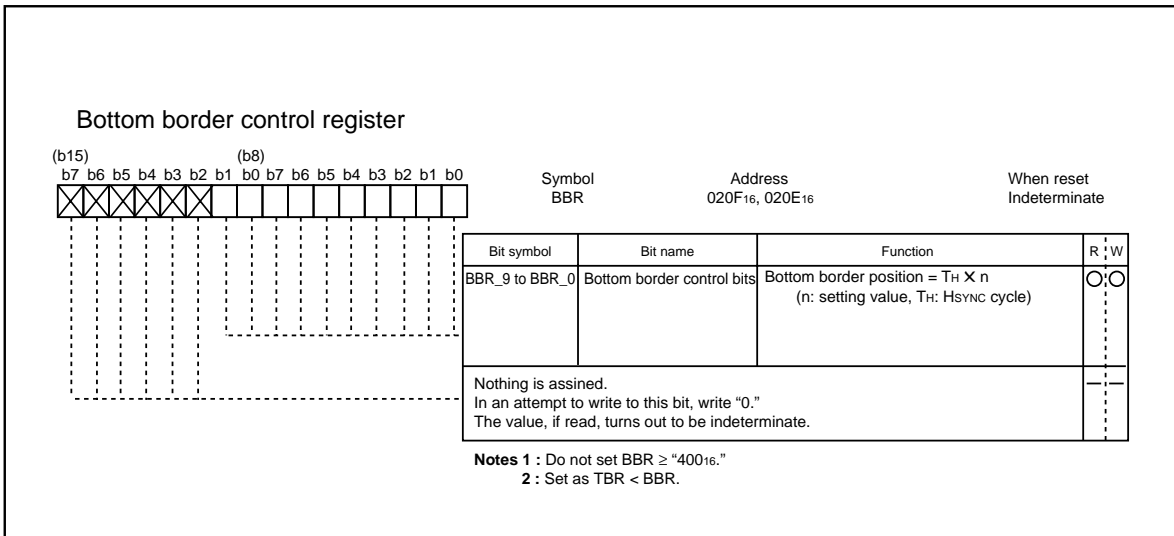 Bottom border control register
(b15) (b8)
b7 b6 b5 b4 b3 b2 b1 b0 b7 b6 b5 b4 b3 b2 b1 b0
Symbol Address When reset
BBR 020F16, 020E16 Indeterminate
Bit symbol Bit name Function R W
BBR_9 to BBR_0 Bottom border control bits Bottom border position = TH X n
(n: setting value, TH: HSYNC cycle)
Nothing is assined.
In an attempt to write to this bit, write “0.”
The value, if read, turns out to be indeterminate.
Notes 1 : Do not set BBR ≥ “40016.”
2 : Set as TBR < BBR.